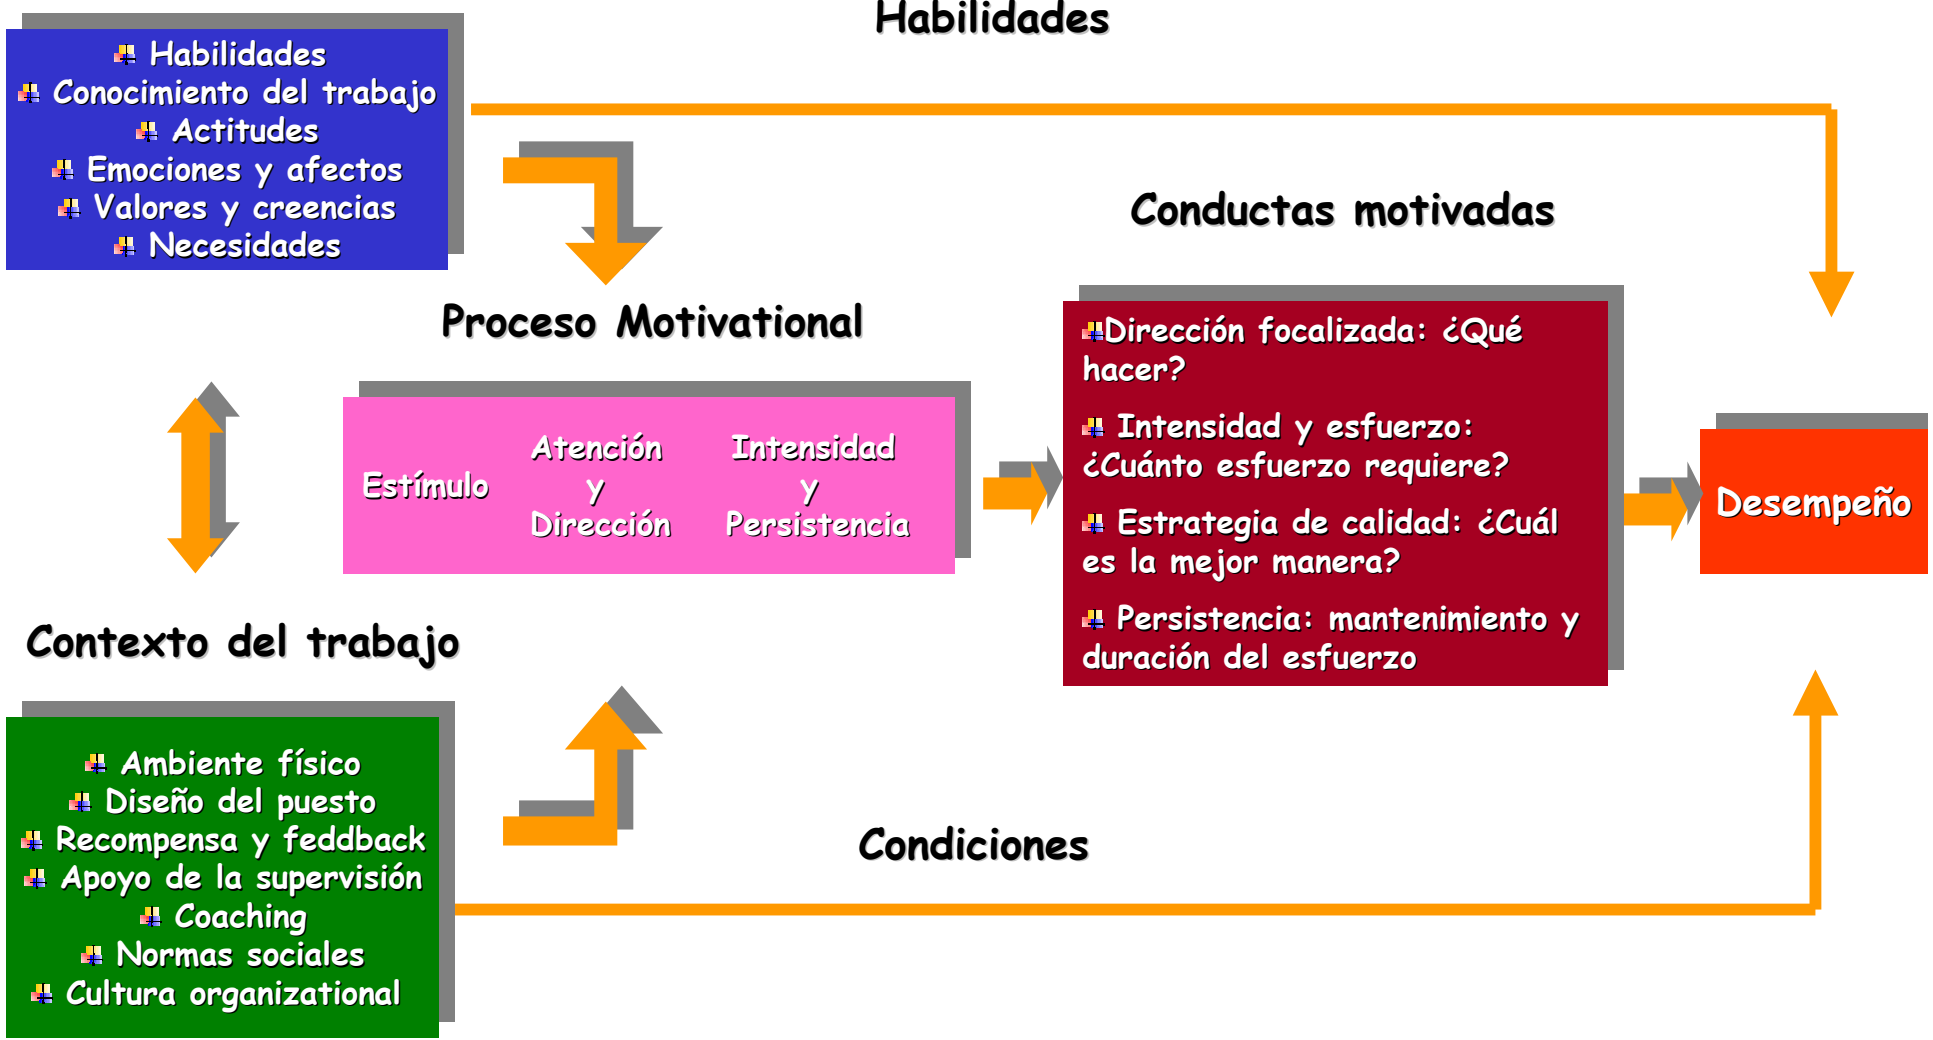 Habilidades
Habilidades
Conocimiento del trabajo
Actitudes
Emociones y afectos
Valores y creencias
Necesidades
Conductas motivadas
Proceso Motivational
Dirección focalizada: ¿Qué
hacer?
Intensidad y esfuerzo:
¿Cuánto esfuerzo requiere?
Estrategia de calidad: ¿Cuál
es la mejor manera?
Persistencia: mantenimiento y
duración del esfuerzo
Estímulo
Atención
y
Dirección
Intensidad
y
Persistencia
Desempeño
Contexto del trabajo
Ambiente físico
Diseño del puesto
Recompensa y feddback
Apoyo de la supervisión
Coaching
Normas sociales
Cultura organizational
Condiciones